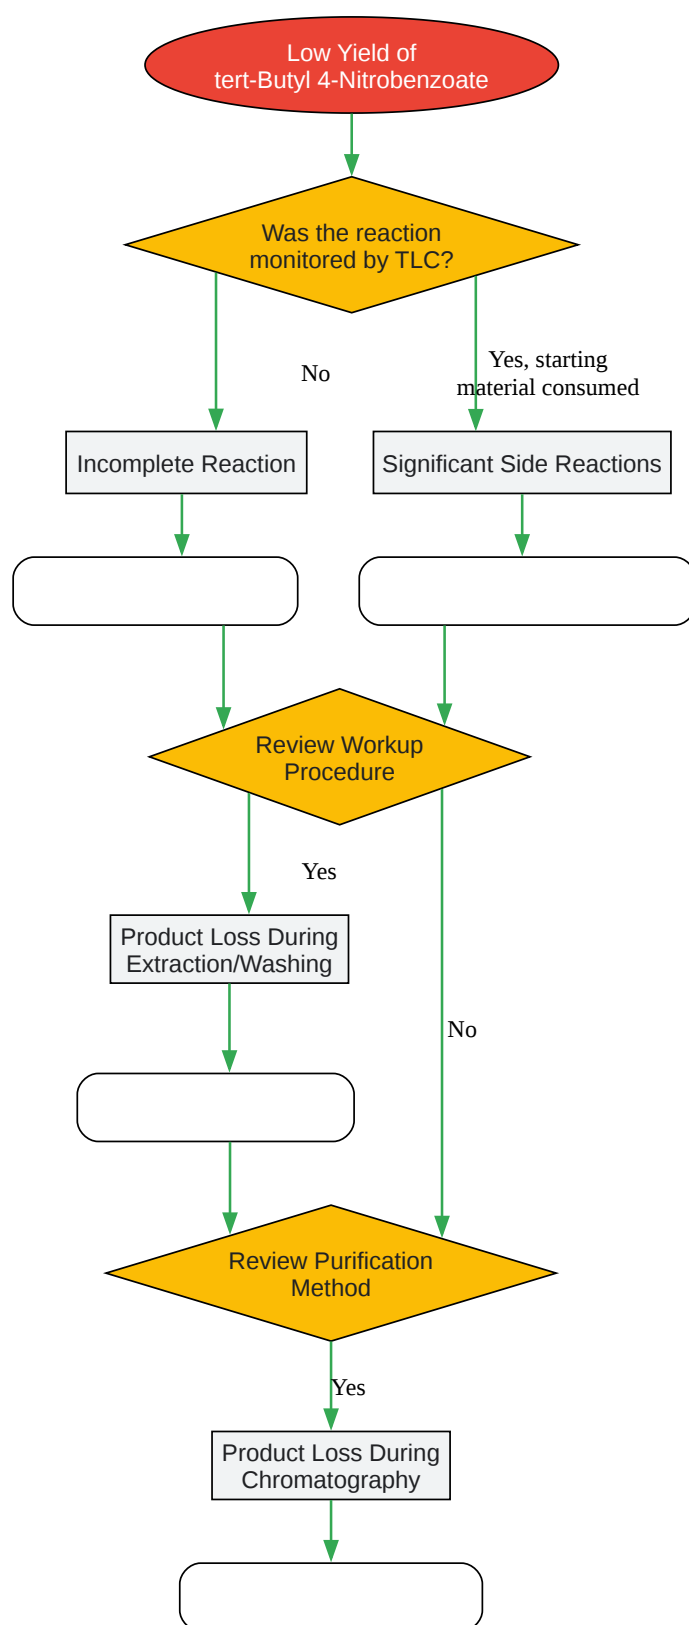 Low Yield of
tert-Butyl 4-Nitrobenzoate
Was the reaction
monitored by TLC?
No
Yes, starting
material consumed
Incomplete Reaction
Significant Side Reactions
Review Workup
Procedure
Yes
Product Loss During
Extraction/Washing
No
Review Purification
Method
Yes
Product Loss During
Chromatography